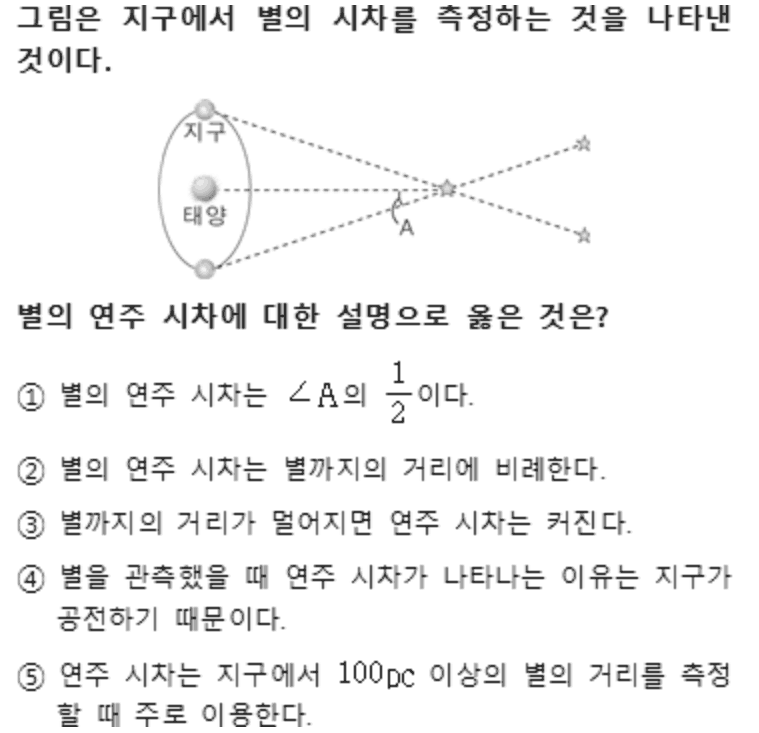 그림은 지구에서 별의 시차를 측정하는 것을 나타낸
것이다.
지구
태양
A
별의 연주 시차에 대한 설명으로 옳은 것은?
① 별의 연주 시차는 ∠A의 1/2이다.
② 별의 연주 시차는 별까지의 거리에 비례한다.
③ 별까지의 거리가 멀어지면 연주 시차는 커진다.
④ 별을 관측했을 때 연주 시차가 나타나는 이유는 지구가
공전하기 때문이다.
⑤ 연주 시차는 지구에서 100pc 이상의 별의 거리를 측정
할 때 주로 이용한다.